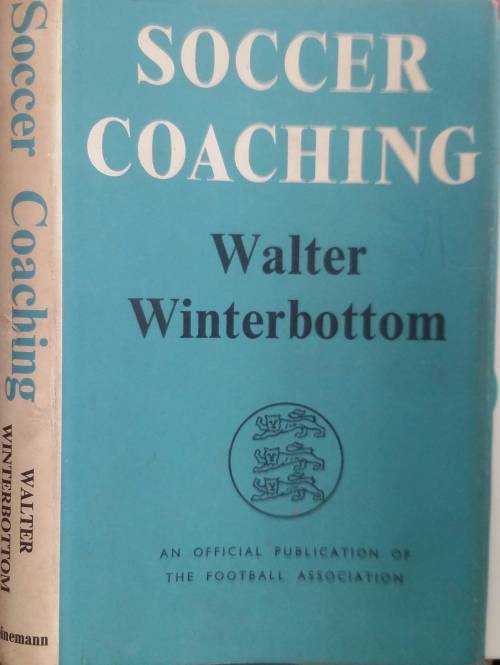 SOCCER
COACHING
Walter
Winterbottom
AN OFFICIAL PUBLICATION OF
THE FOOTBALL ASSOCIATION
Soccer Coaching
WALTER
WINTERBOTTOM
inemann